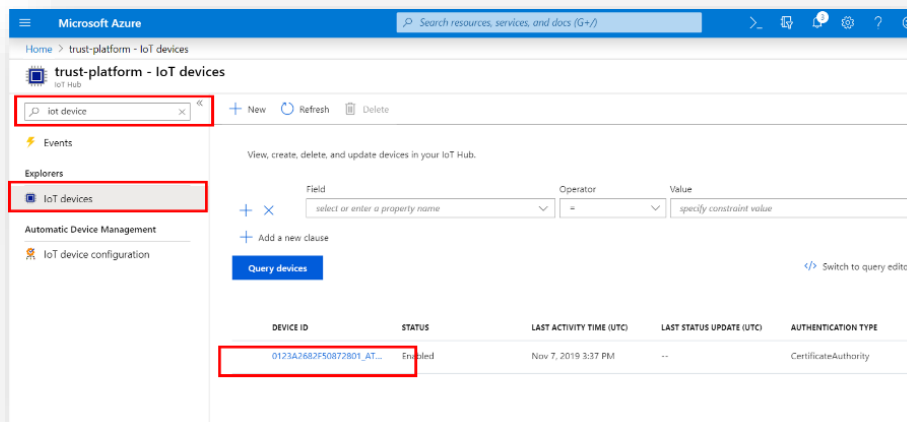 Microsoft Azure
Search resources, services, and docs (G+/)
3
Home > trust-platform - IoT devices
trust-platform - IoT devices
IoT Hub
iot device
New Refresh Delete
Events
View, create, delete, and update devices in your IoT Hub.
Explorers
IoT devices
Field Operator Value
select or enter a property name = specify constraint value
Automatic Device Management
Add a new clause
IoT device configuration
Query devices
</> Switch to query edito
DEVICE ID STATUS LAST ACTIVITY TIME (UTC) LAST STATUS UPDATE (UTC) AUTHENTICATION TYPE
0123A2682F50872801_AT... Enabled Nov 7, 2019 3:37 PM -- CertificateAuthority